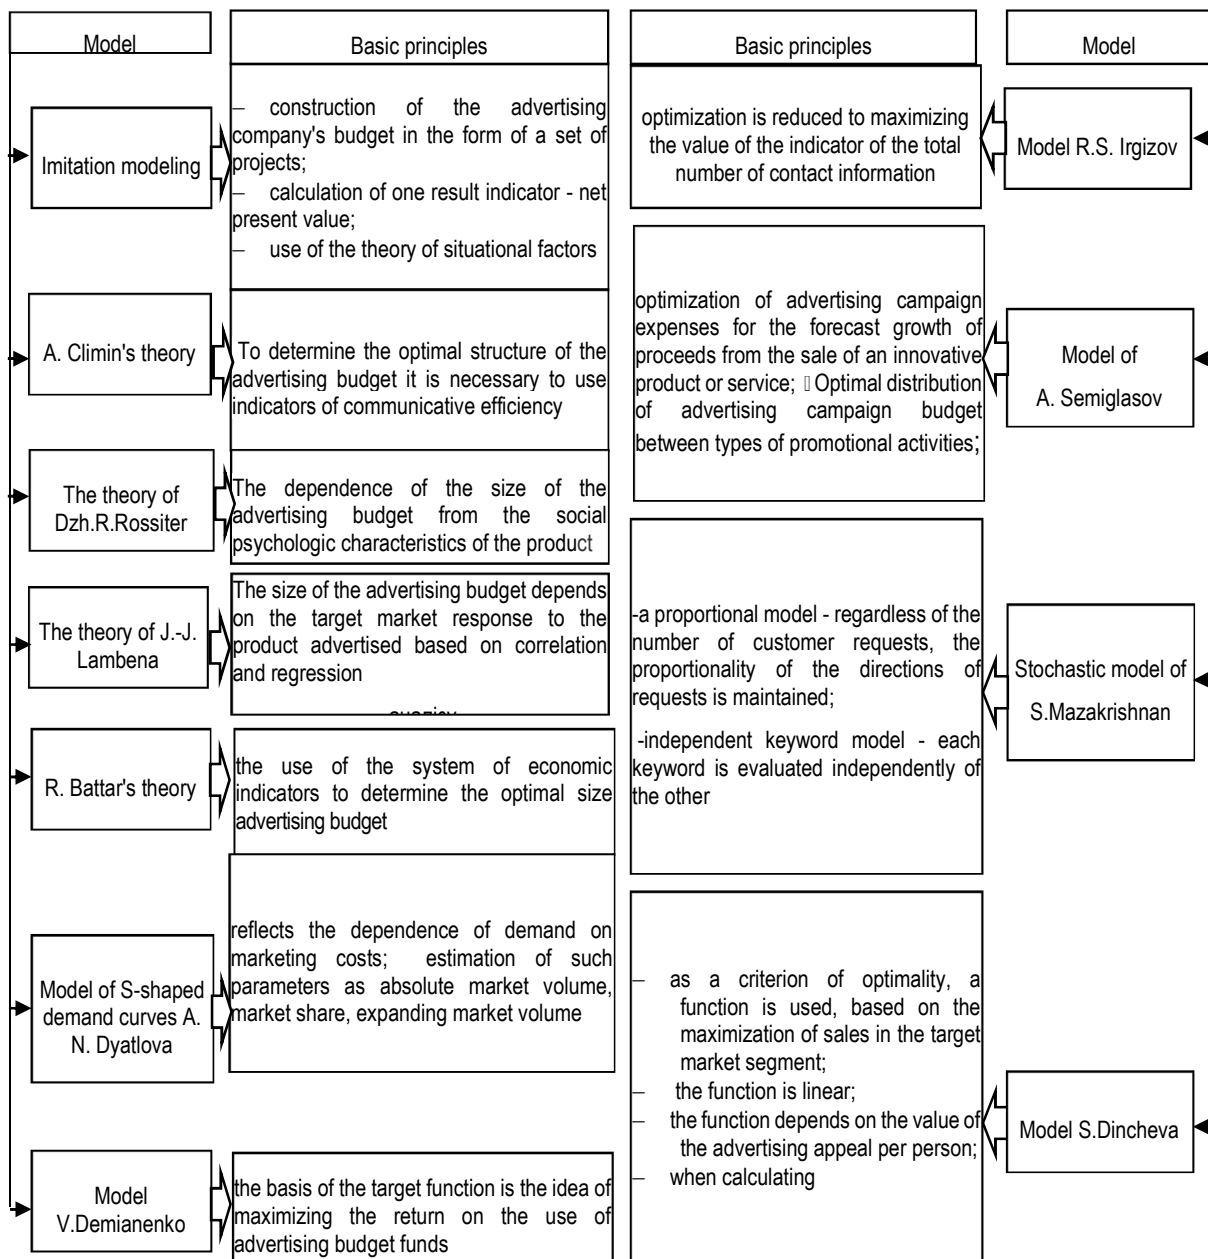 Model
Basic principles
Imitation modeling
– construction of the advertising
company's budget in the form of a set of
projects;
– calculation of one result indicator - net
present value;
– use of the theory of situational factors
A. Climin's theory
To determine the optimal structure of the
advertising budget it is necessary to use
indicators of communicative efficiency
The theory of
Dzh.R.Rossiter
The dependence of the size of the
advertising budget from the social
psychologic characteristics of the product
The theory of J.-J.
Lambena
The size of the advertising budget depends
on the target market response to the
product advertised based on correlation
and regression
R. Battar's theory
the use of the system of economic
indicators to determine the optimal size
advertising budget
Model of S-shaped
demand curves A.
N. Dyatlova
reflects the dependence of demand on
marketing costs; estimation of such
parameters as absolute market volume,
market share, expanding market volume
Model
V.Demianenko
the basis of the target function is the idea of
maximizing the return on the use of
advertising budget funds
Basic principles
Model
optimization is reduced to maximizing
the value of the indicator of the total
number of contact information
Model R.S. Irgizov
optimization of advertising campaign
expenses for the forecast growth of
proceeds from the sale of an innovative
product or service; Optimal distribution
of advertising campaign budget
between types of promotional activities;
Model of
A. Semiglasov
-a proportional model - regardless of the
number of customer requests, the
proportionality of the directions of
requests is maintained;
-independent keyword model - each
keyword is evaluated independently of
the other
Stochastic model of
S.Mazakrishnan
– as a criterion of optimality, a
function is used, based on the
maximization of sales in the target
market segment;
– the function is linear;
– the function depends on the value of
the advertising appeal per person;
– when calculating
Model S.Dincheva